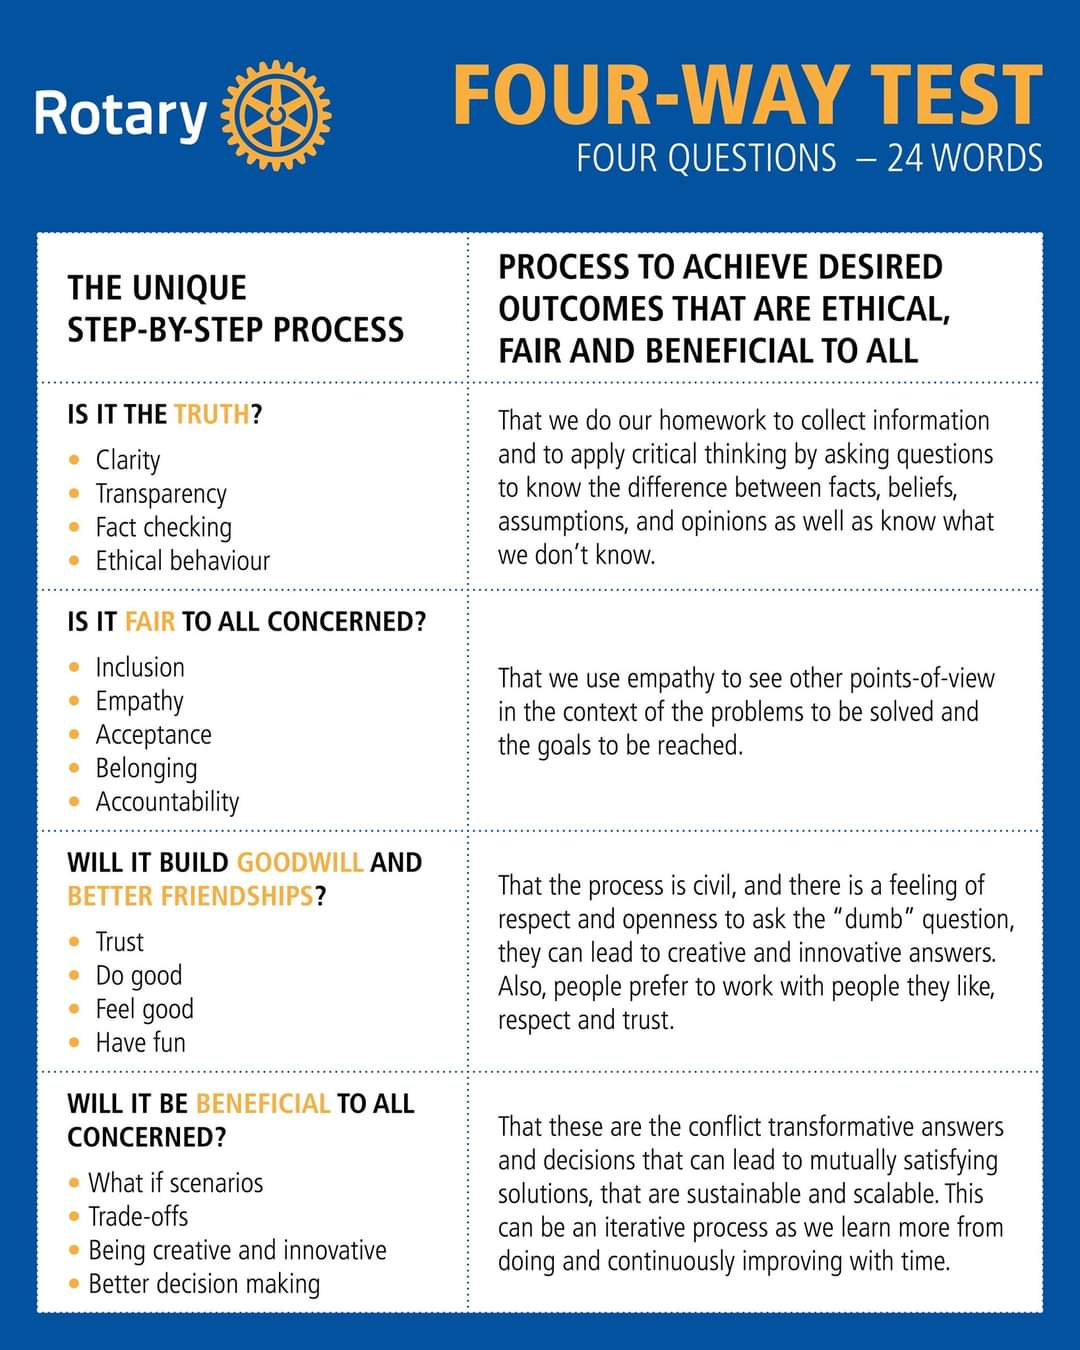 Rotary
FOUR-WAY TEST
FOUR QUESTIONS – 24 WORDS
THE UNIQUE
STEP-BY-STEP PROCESS
PROCESS TO ACHIEVE DESIRED
OUTCOMES THAT ARE ETHICAL,
FAIR AND BENEFICIAL TO ALL
IS IT THE TRUTH?
• Clarity
• Transparency
• Fact checking
• Ethical behaviour
That we do our homework to collect information
and to apply critical thinking by asking questions
to know the difference between facts, beliefs,
assumptions, and opinions as well as know what
we don’t know.
IS IT FAIR TO ALL CONCERNED?
• Inclusion
• Empathy
• Acceptance
• Belonging
• Accountability
That we use empathy to see other points-of-view
in the context of the problems to be solved and
the goals to be reached.
WILL IT BUILD GOODWILL AND
BETTER FRIENDSHIPS?
• Trust
• Do good
• Feel good
• Have fun
That the process is civil, and there is a feeling of
respect and openness to ask the “dumb” question,
they can lead to creative and innovative answers.
Also, people prefer to work with people they like,
respect and trust.
WILL IT BE BENEFICIAL TO ALL
CONCERNED?
• What if scenarios
• Trade-offs
• Being creative and innovative
• Better decision making
That these are the conflict transformative answers
and decisions that can lead to mutually satisfying
solutions, that are sustainable and scalable. This
can be an iterative process as we learn more from
doing and continuously improving with time.